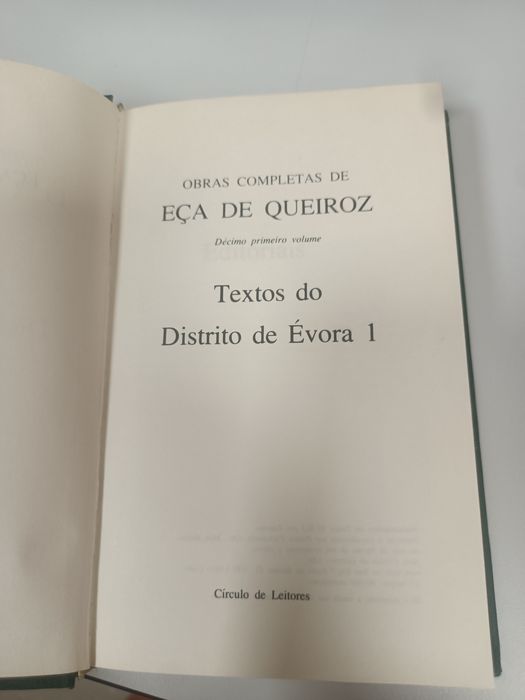 OBRAS COMPLETAS DE
EÇA DE QUEIROZ
Décimo primeiro volume
Textos do
Distrito de Évora 1
Círculo de Leitores